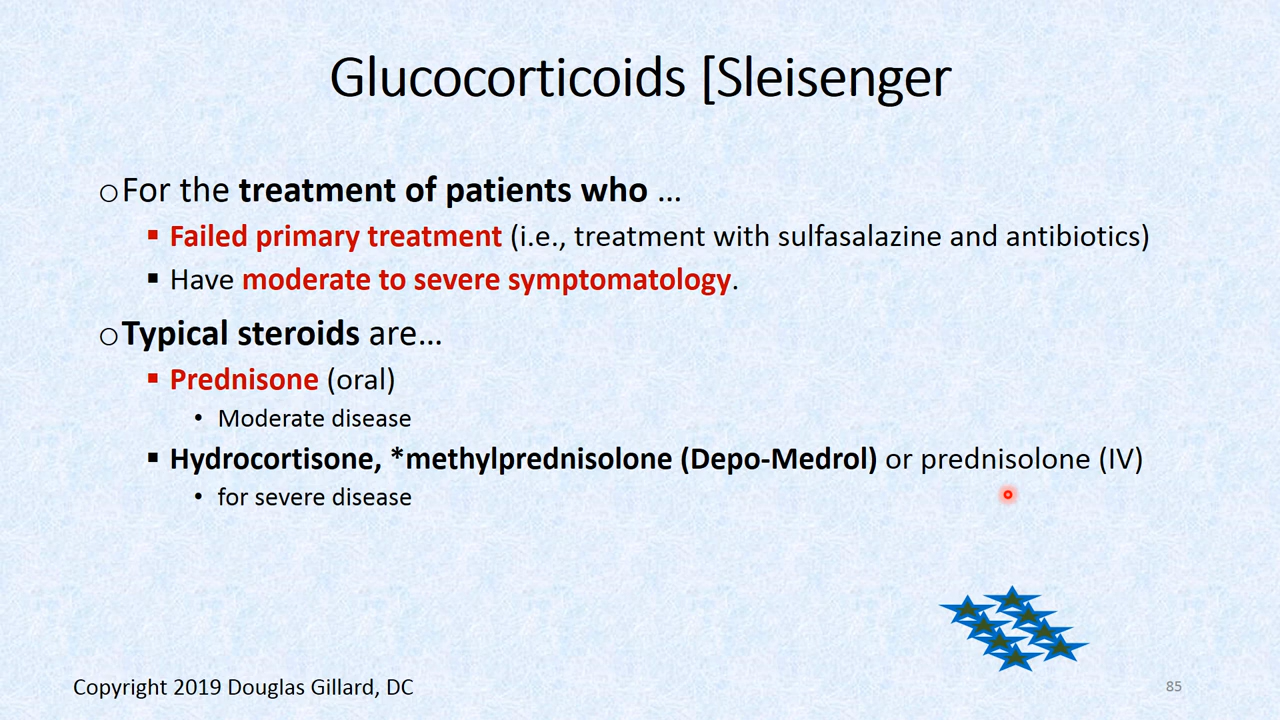 Glucocorticoids [Sleisenger
For the treatment of patients who ...
Failed primary treatment (i.e., treatment with sulfasalazine and antibiotics)
Have moderate to severe symptomatology.
Typical steroids are...
Prednisone (oral)
Moderate disease
Hydrocortisone, *methylprednisolone (Depo-Medrol) or prednisolone (IV)
for severe disease
Copyright 2019 Douglas Gillard, DC
85